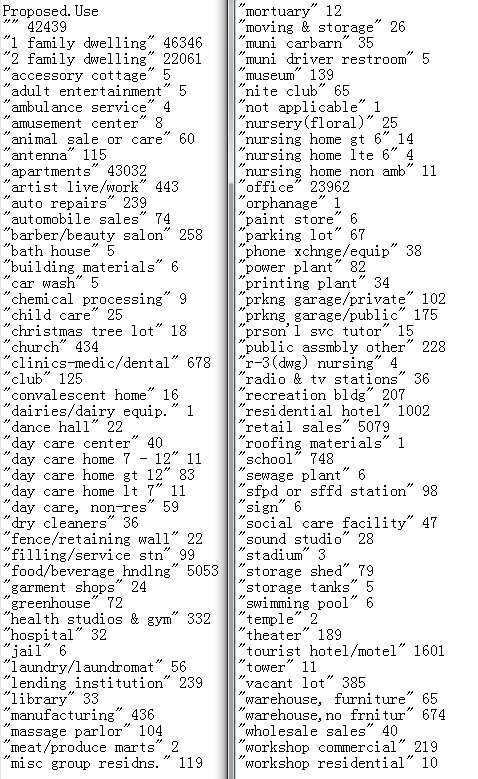 Proposed.Use
"" 42439
"1 family dwelling" 46346
"2 family dwelling" 22061
"accessory cottage" 5
"adult entertainment" 5
"ambulance service" 4
"amusement center" 8
"animal sale or care" 60
"antenna" 115
"apartments" 43032
"artist live/work" 443
"auto repairs" 239
"automobile sales" 74
"barber/beauty salon" 258
"bath house" 5
"building materials" 6
"car wash" 5
"chemical processing" 9
"child care" 25
"christmas tree lot" 18
"church" 434
"clinics-medic/dental" 678
"club" 125
"convalescent home" 16
"dairies/dairy equip." 1
"dance hall" 22
"day care center" 40
"day care home 7 - 12" 11
"day care home gt 12" 83
"day care home lt 7" 11
"day care, non-res" 59
"dry cleaners" 36
"fence/retaining wall" 22
"filling/service stn" 99
"food/beverage hndlng" 5053
"garment shops" 24
"greenhouse" 72
"health studios & gym" 332
"hospital" 32
"jail" 6
"laundry/laundromat" 56
"lending institution" 239
"library" 33
"manufacturing" 436
"massage parlor" 104
"meat/produce marts" 2
"misc group residns." 119
"mortuary" 12
"moving & storage" 26
"muni carbarn" 35
"muni driver restroom" 5
"museum" 139
"nite club" 65
"not applicable" 1
"nursery(floral)" 25
"nursing home gt 6" 14
"nursing home lte 6" 4
"nursing home non amb" 11
"office" 23962
"orphanage" 1
"paint store" 6
"parking lot" 67
"phone xchnge/equip" 38
"power plant" 82
"printing plant" 34
"prkng garage/private" 102
"prkng garage/public" 175
"prson'l svc tutor" 15
"public assmbly other" 228
"r-3(dwg) nursing" 4
"radio & tv stations" 36
"recreation bldg" 207
"residential hotel" 1002
"retail sales" 5079
"roofing materials" 1
"school" 748
"sewage plant" 6
"sfpd or sffd station" 98
"sign" 6
"social care facility" 47
"sound studio" 28
"stadium" 3
"storage shed" 79
"storage tanks" 5
"swimming pool" 6
"temple" 2
"theater" 189
"tourist hotel/motel" 1601
"tower" 11
"vacant lot" 385
"warehouse, furniture" 65
"warehouse,no frnitur" 674
"wholesale sales" 40
"workshop commercial" 219
"workshop residential" 10